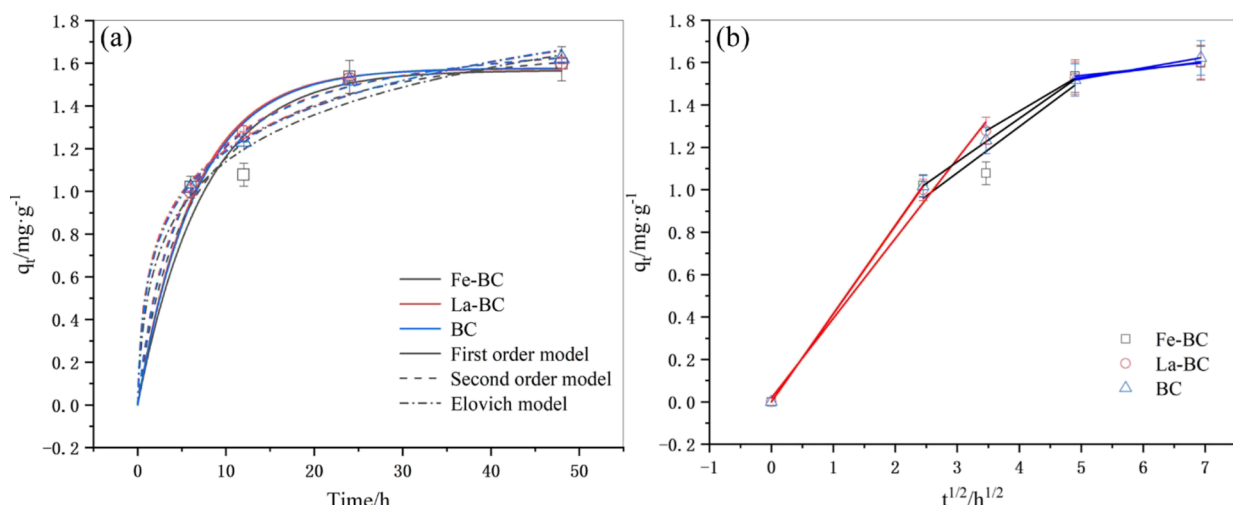 (a)
1.8
1.6
1.4
1.2
1.0
0.8
0.6
0.4
0.2
0.0
−0.2
q_t/mg·g^-1
Fe-BC
La-BC
BC
First order model
Second order model
Elovich model
0 10 20 30 40 50
Time/h
(b)
1.8
1.6
1.4
1.2
1.0
0.8
0.6
0.4
0.2
0.0
−0.2
q_t/mg·g^-1
Fe-BC
La-BC
BC
−1 0 1 2 3 4 5 6 7
t^1/2/h^1/2